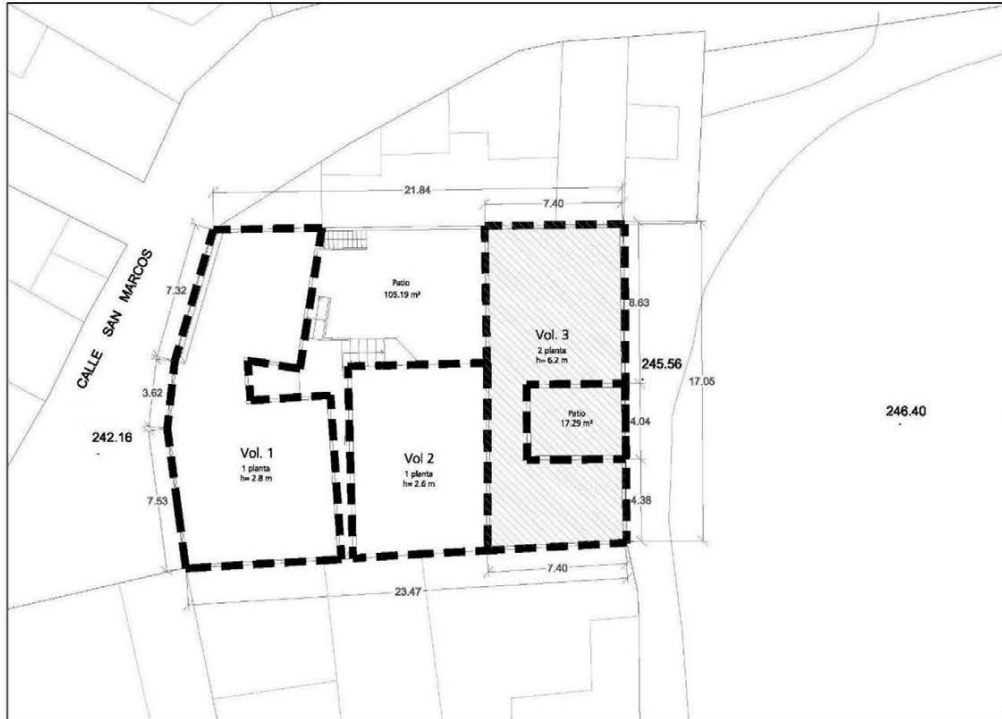 21.84
7.40
CALLE SAN MARCOS
7.32
Patio
105.19 m²
8.63
Vol. 3
2 planta
h= 6.2 m
245.56
17.05
3.62
Patio
17.29 m²
4.04
246.40
242.16
Vol. 1
1 planta
h= 2.8 m
Vol 2
1 planta
h= 2.6 m
7.53
4.38
7.40
23.47